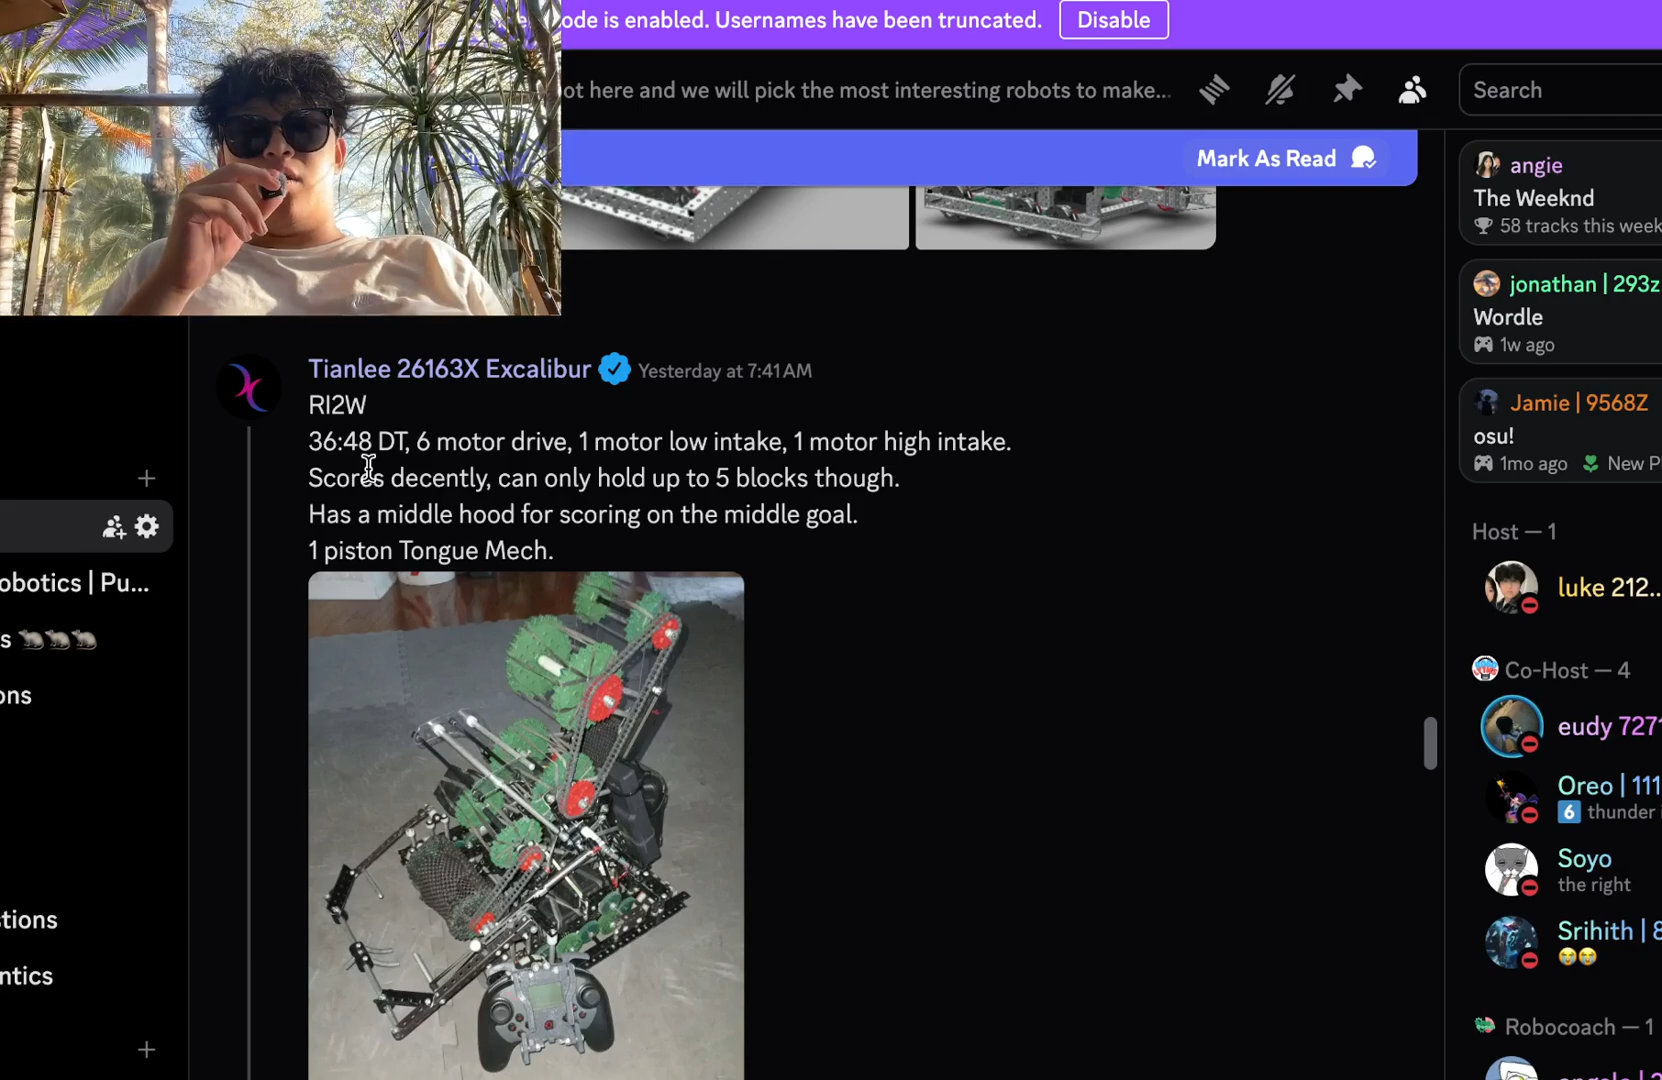 ode is enabled. Usernames have been truncated.
Disable
ot here and we will pick the most interesting robots to make...
Search
Mark As Read
angie
The Weeknd
58 tracks this week
jonathan | 293z
Wordle
1w ago
Tianlee 26163X Excalibur
Yesterday at 7:41 AM
RI2W
36:48 DT, 6 motor drive, 1 motor low intake, 1 motor high intake.
Scores decently, can only hold up to 5 blocks though.
Has a middle hood for scoring on the middle goal.
1 piston Tongue Mech.
Jamie | 9568Z
osu!
1mo ago
New P
Host — 1
luke 212...
obotics | Pu...
s
ons
Co-Host — 4
eudy 727
Oreo | 111
6 thunder
Soyo
the right
stions
Srihith | 8
ntics
Robocoach — 1